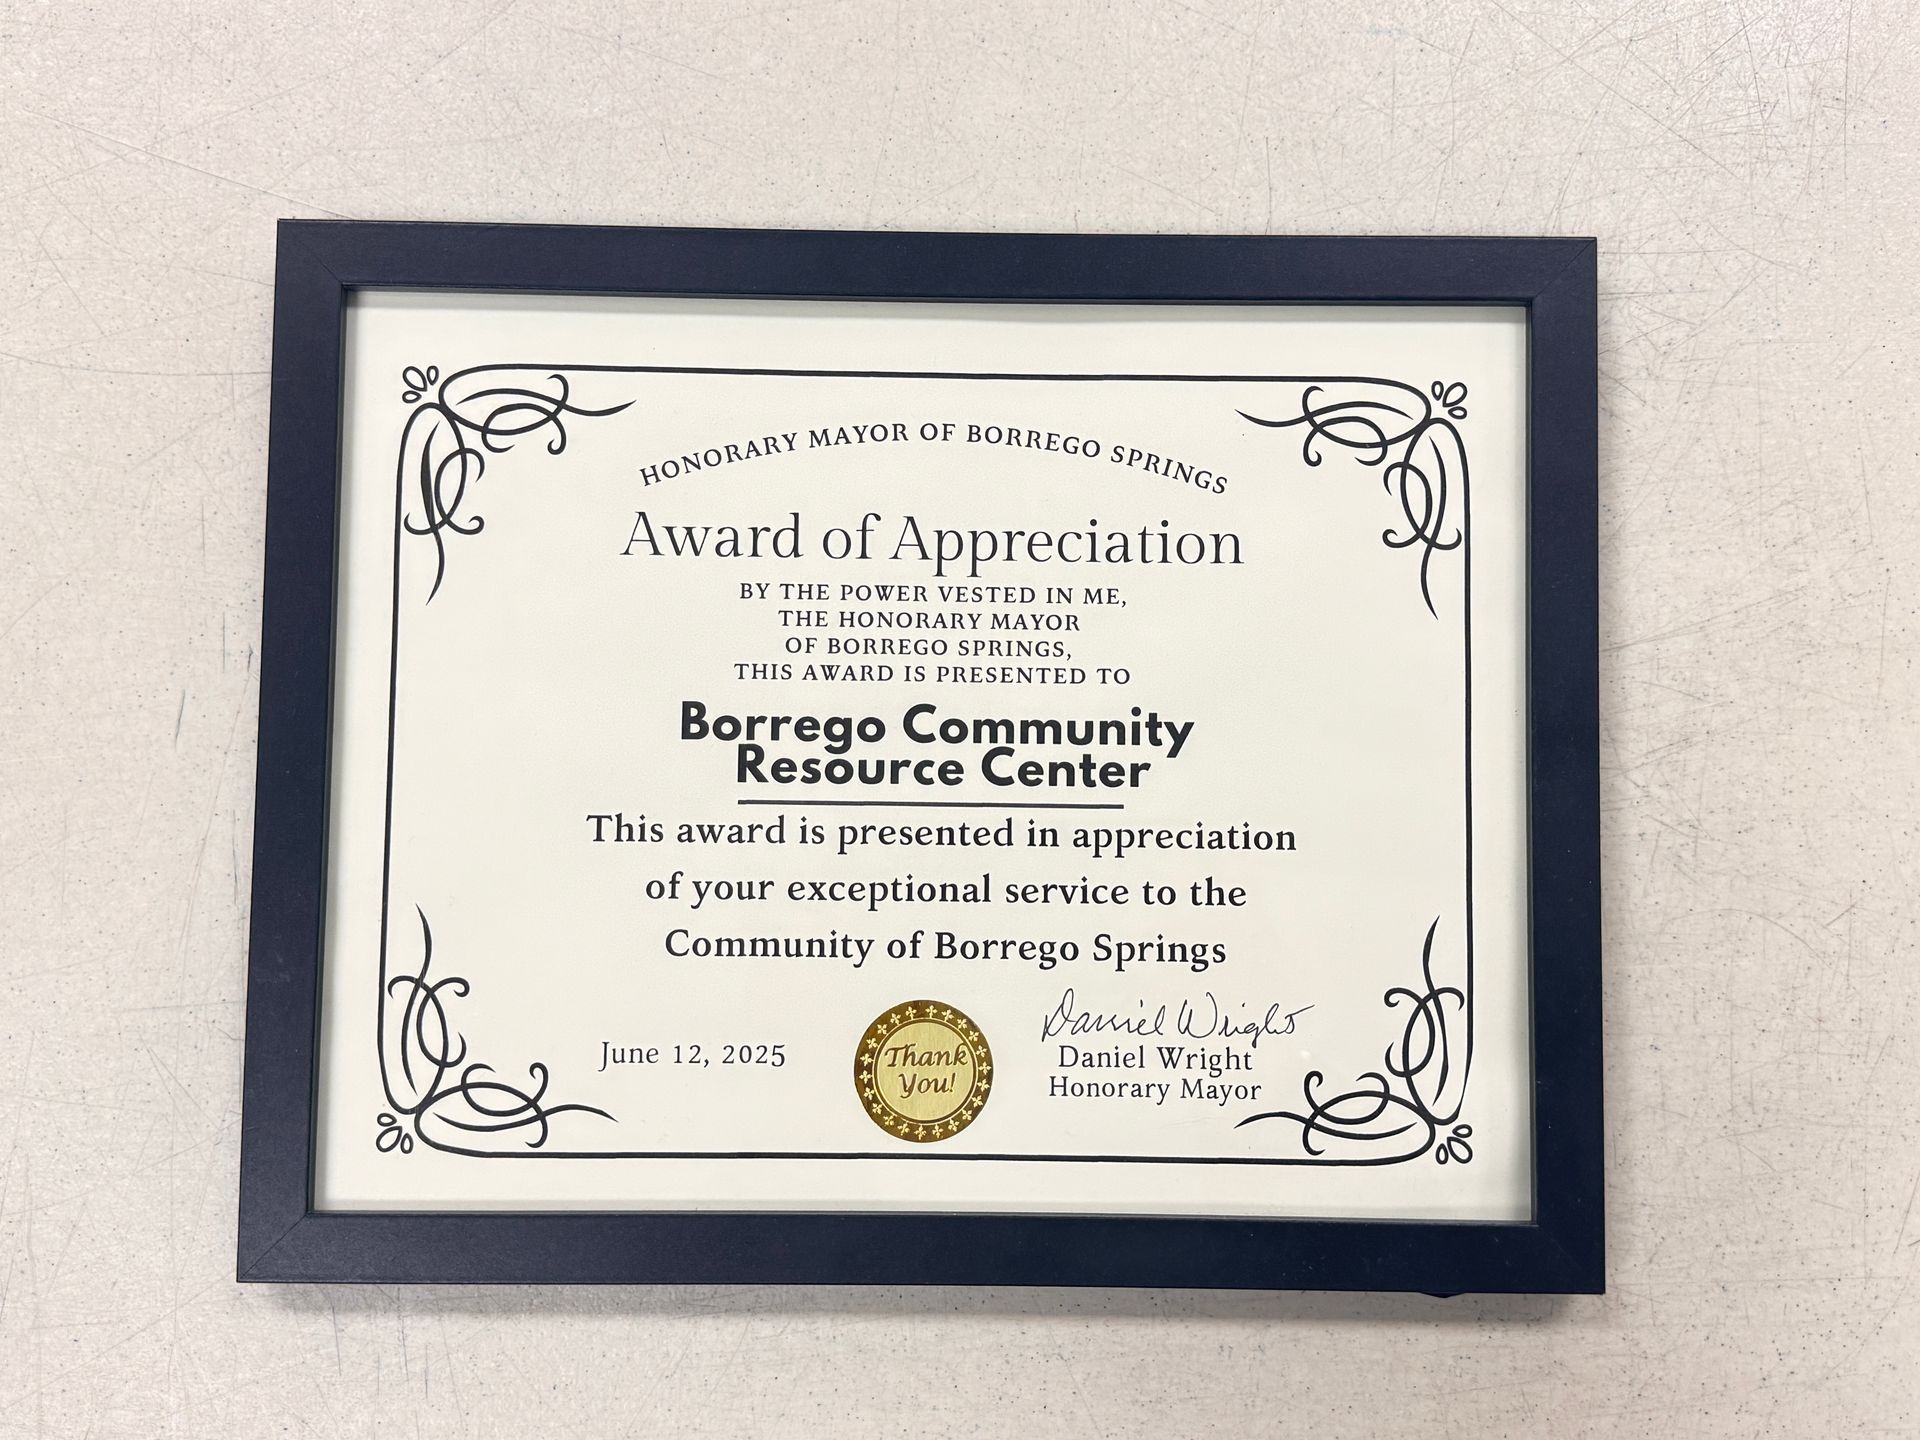 HONORARY MAYOR OF BORREGO SPRINGS
Award of Appreciation
BY THE POWER VESTED IN ME,
THE HONORARY MAYOR
OF BORREGO SPRINGS,
THIS AWARD IS PRESENTED TO
Borrego Community
Resource Center
This award is presented in appreciation
of your exceptional service to the
Community of Borrego Springs
June 12, 2025
Thank
You!
Daniel Wright
Daniel Wright
Honorary Mayor